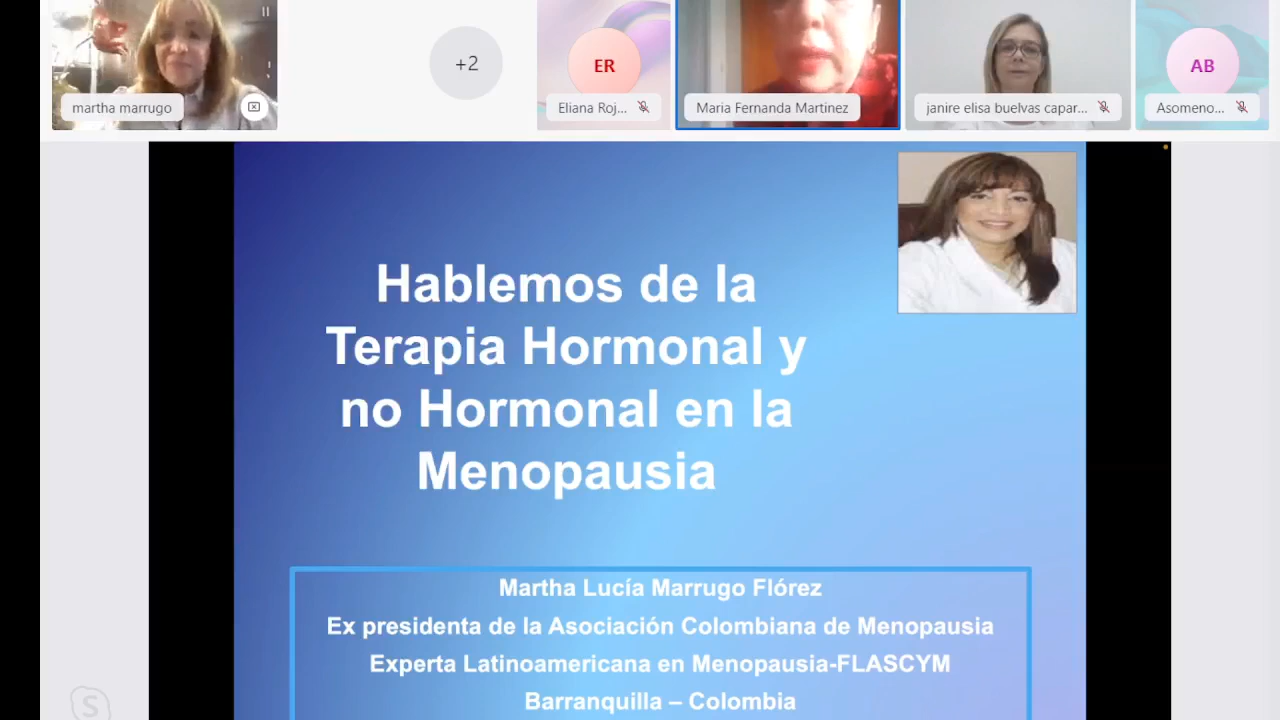 martha marrugo
+2
ER
Eliana Roj...
Maria Fernanda Martinez
janire elisa buelvas capar...
AB
Asomeno...
Hablemos de la
Terapia Hormonal y
no Hormonal en la
Menopausia
Martha Lucía Marrugo Flórez
Ex presidenta de la Asociación Colombiana de Menopausia
Experta Latinoamericana en Menopausia-FLASCYM
Barranquilla – Colombia
S